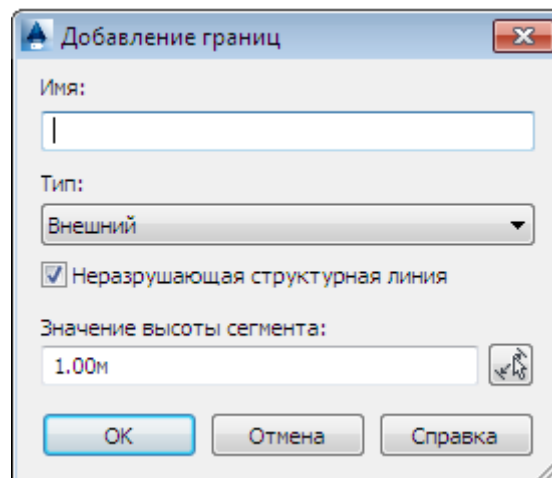 Добавление границ
Имя:
Тип:
Внешний
Неразрушающая структурная линия
Значение высоты сегмента:
1.00м
OK
Отмена
Справка